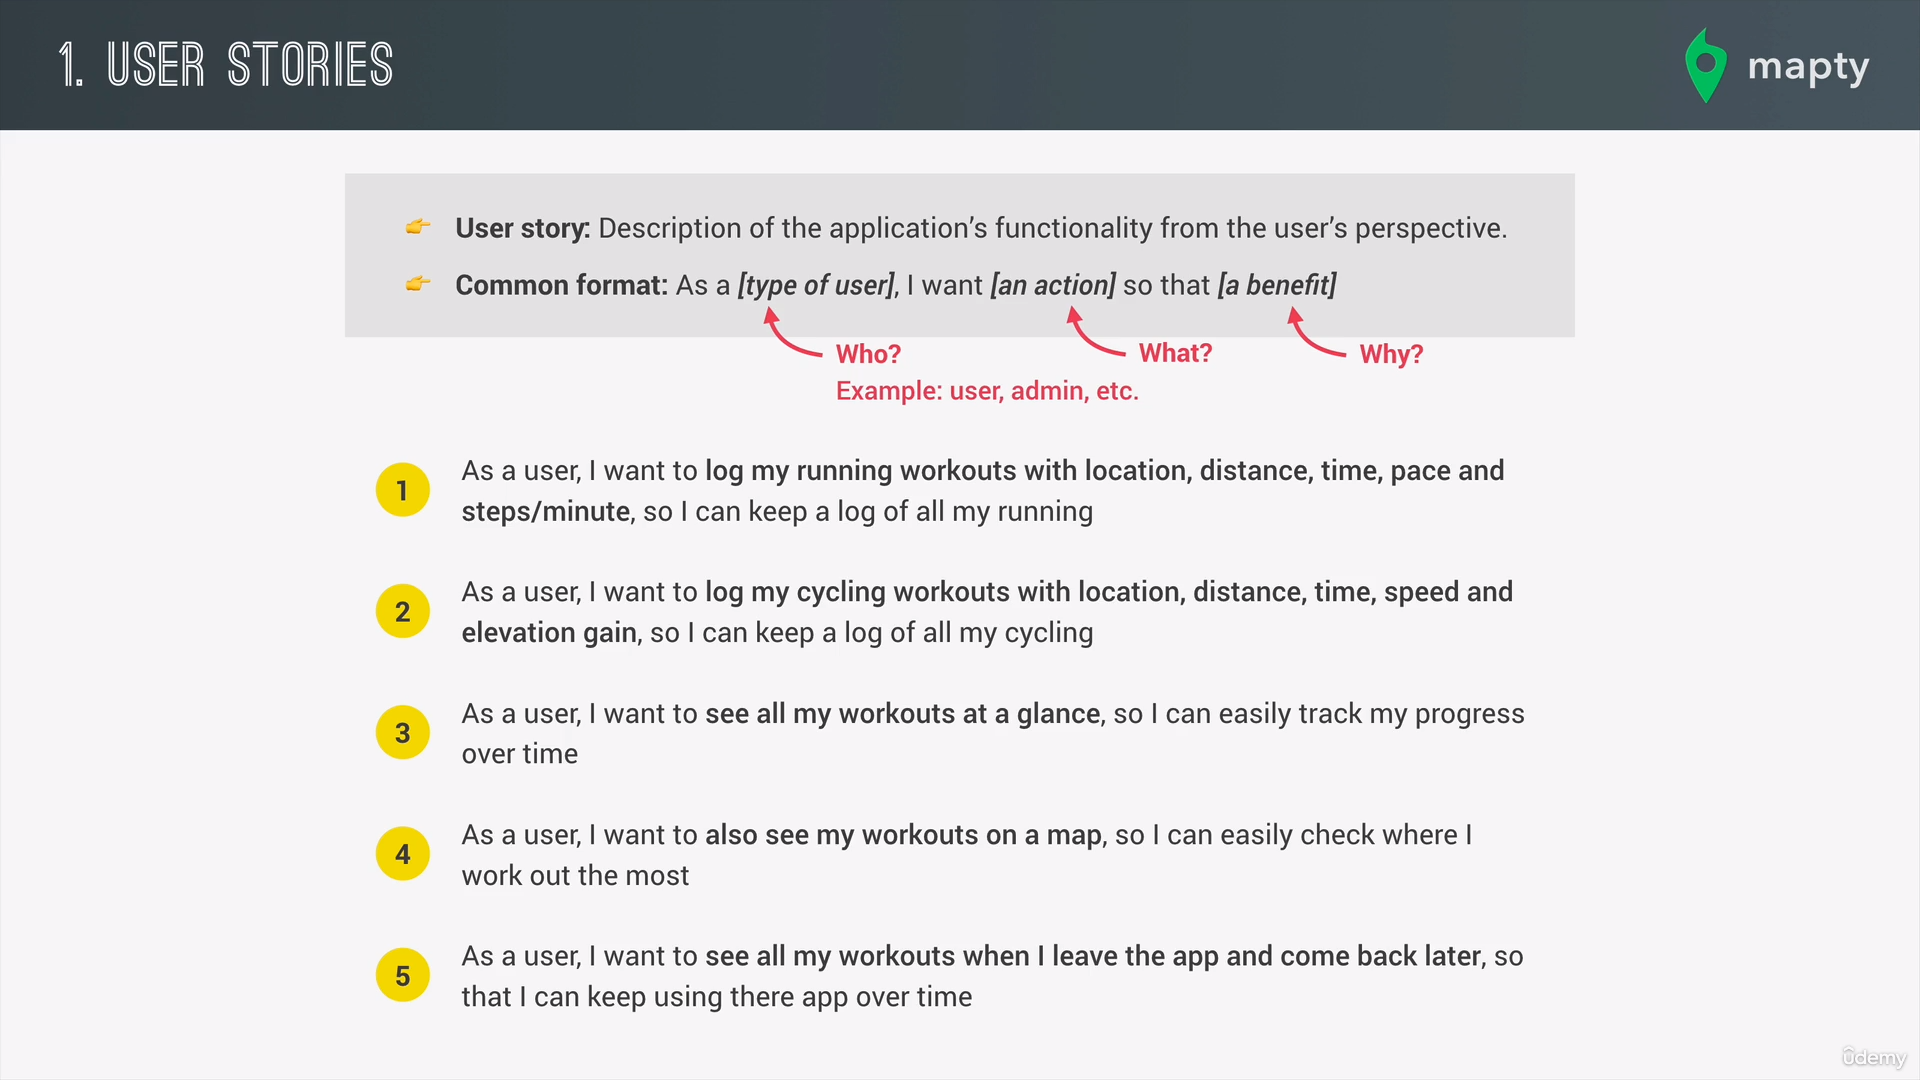 1. USER STORIES
mapty
User story: Description of the application’s functionality from the user’s perspective.
Common format: As a [type of user], I want [an action] so that [a benefit]
Who?
What?
Why?
Example: user, admin, etc.
1
As a user, I want to log my running workouts with location, distance, time, pace and
steps/minute, so I can keep a log of all my running
2
As a user, I want to log my cycling workouts with location, distance, time, speed and
elevation gain, so I can keep a log of all my cycling
3
As a user, I want to see all my workouts at a glance, so I can easily track my progress
over time
4
As a user, I want to also see my workouts on a map, so I can easily check where I
work out the most
5
As a user, I want to see all my workouts when I leave the app and come back later, so
that I can keep using there app over time
ûdemy